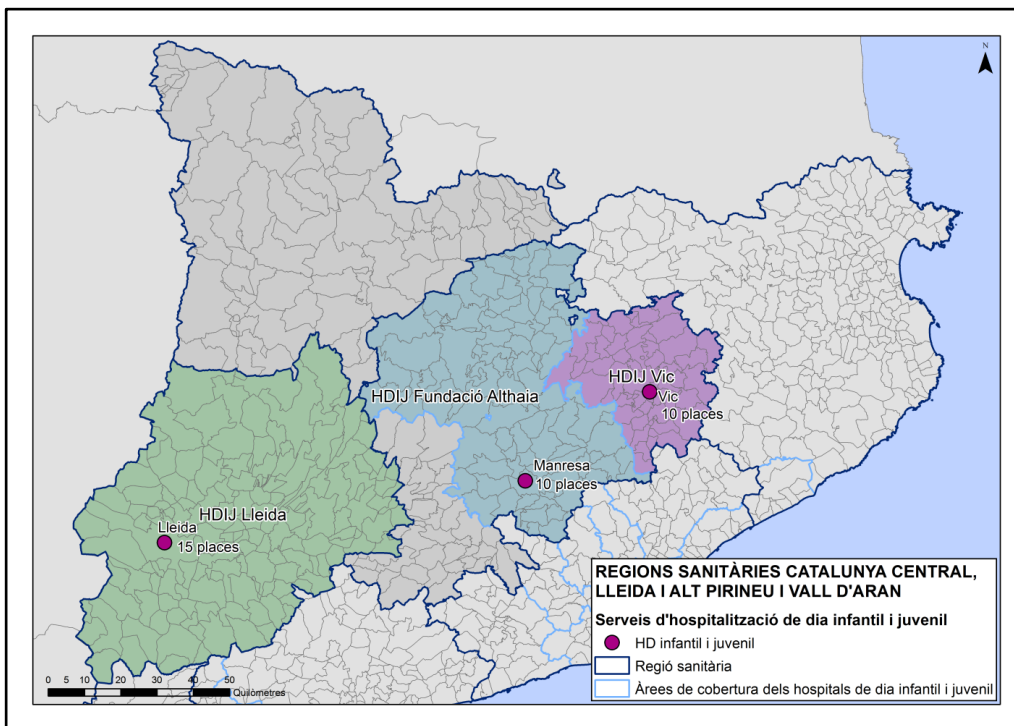 N
HDIJ Vic
Vic
10 places
HDIJ Fundació Althaia
Manresa
10 places
HDIJ Lleida
Lleida
15 places
REGIONS SANITÀRIES CATALUNYA CENTRAL,
LLEIDA I ALT PIRINEU I VALL D'ARAN
Serveis d'hospitalització de dia infantil i juvenil
HD infantil i juvenil
Regió sanitària
Àrees de cobertura dels hospitals de dia infantil i juvenil
0 5 10 20 30 40 50
Quilòmetres